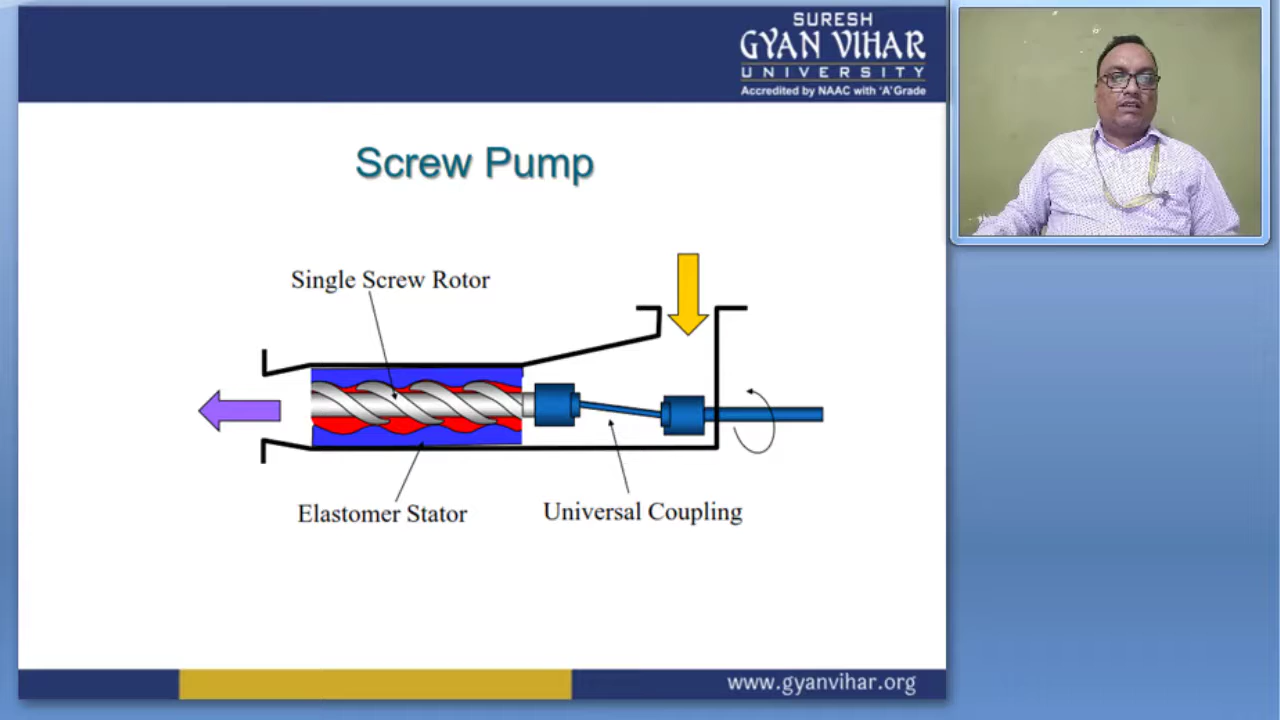 SURESH
GYAN VIHAR
UNIVERSITY
Accredited by NAAC with 'A' Grade
Screw Pump
Single Screw Rotor
Elastomer Stator
Universal Coupling
www.gyanvihar.org